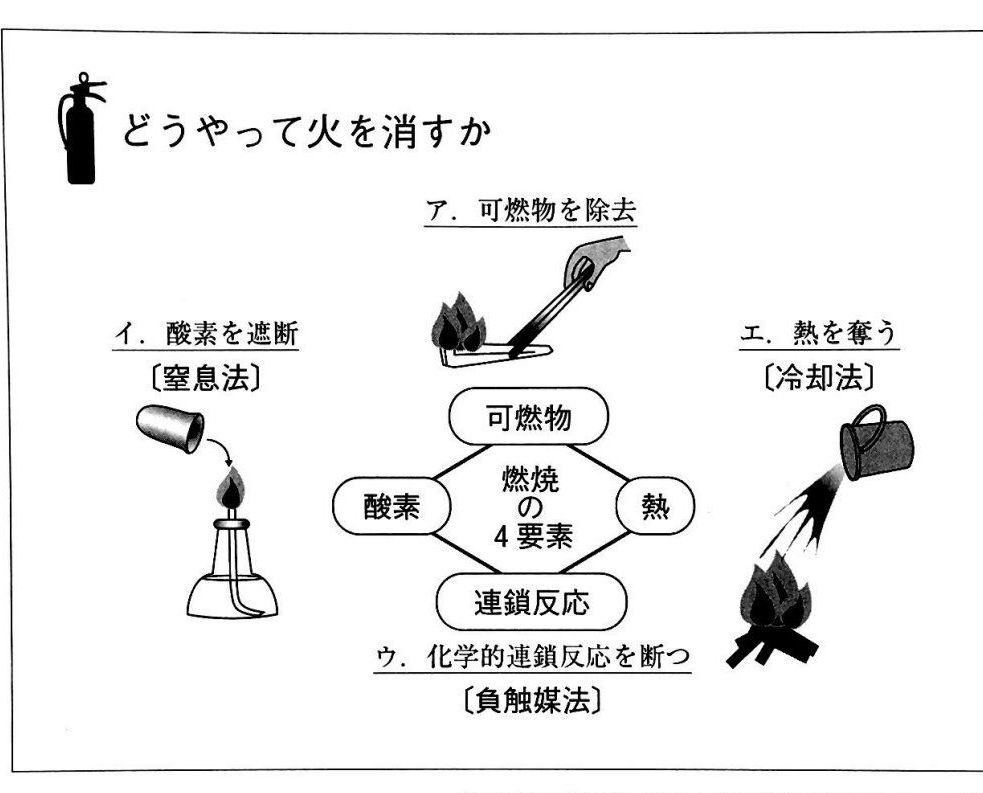 どうやって火を消すか
ア．可燃物を除去
イ．酸素を遮断
〔窒息法〕
エ．熱を奪う
〔冷却法〕
可燃物
酸素
燃焼
の
4要素
熱
連鎖反応
ウ．化学的連鎖反応を断つ
〔負触媒法〕